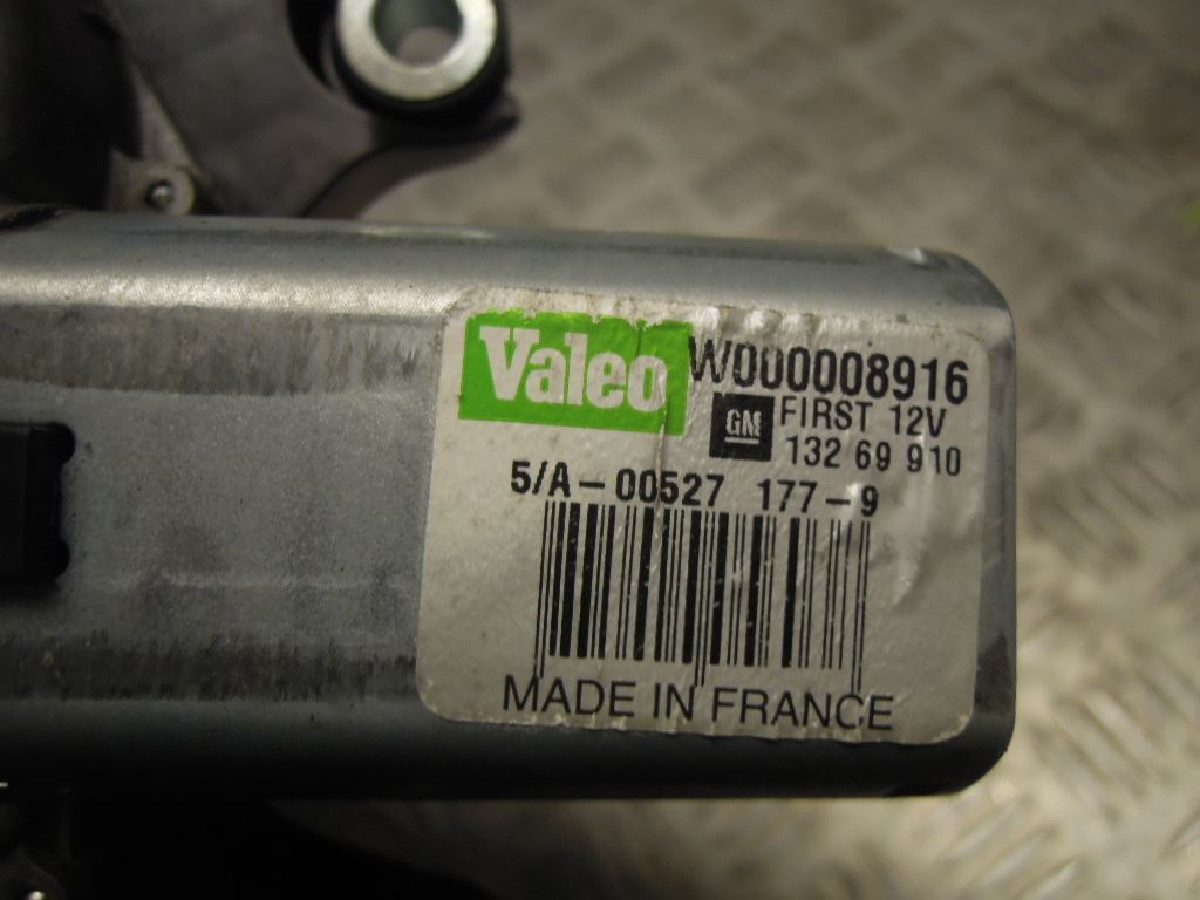 Valeo W000008916
GM FIRST 12V
132 69 910
5/A-00527 177-9
MADE IN FRANCE